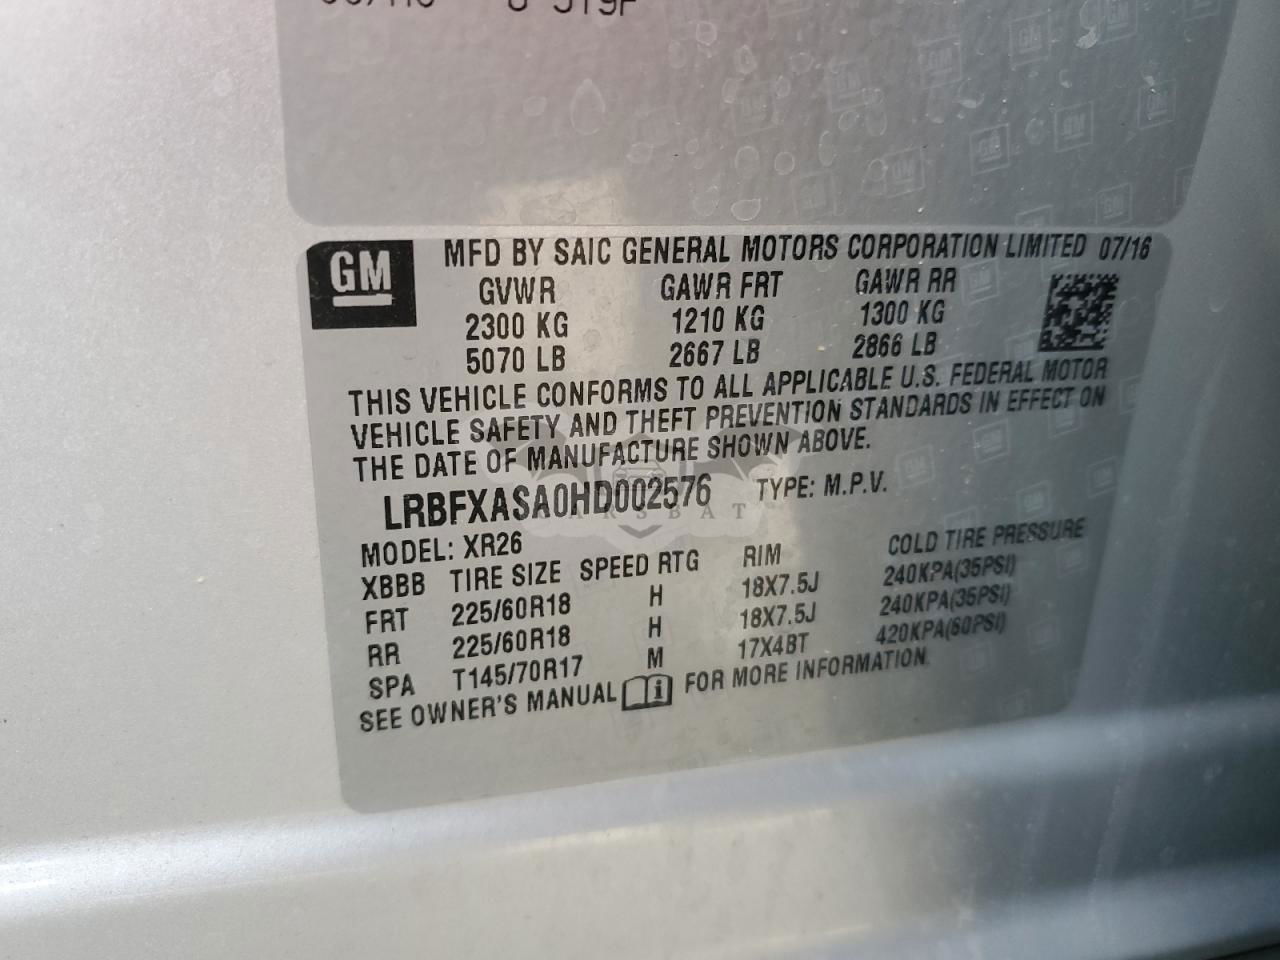 GM
MFD BY SAIC GENERAL MOTORS CORPORATION LIMITED 07/16
GVWR GAWR FRT GAWR RR
2300 KG 1210 KG 1300 KG
5070 LB 2667 LB 2866 LB
THIS VEHICLE CONFORMS TO ALL APPLICABLE U.S. FEDERAL MOTOR
VEHICLE SAFETY AND THEFT PREVENTION STANDARDS IN EFFECT ON
THE DATE OF MANUFACTURE SHOWN ABOVE.
LRBFXASA0HD002576 TYPE: M.P.V.
CARSBAT
MODEL: XR26
XBBB TIRE SIZE SPEED RTG RIM COLD TIRE PRESSURE
FRT 225/60R18 H 18X7.5J 240KPA(35PSI)
RR 225/60R18 H 18X7.5J 240KPA(35PSI)
SPA T145/70R17 M 17X4BT 420KPA(60PSI)
SEE OWNER'S MANUAL FOR MORE INFORMATION.